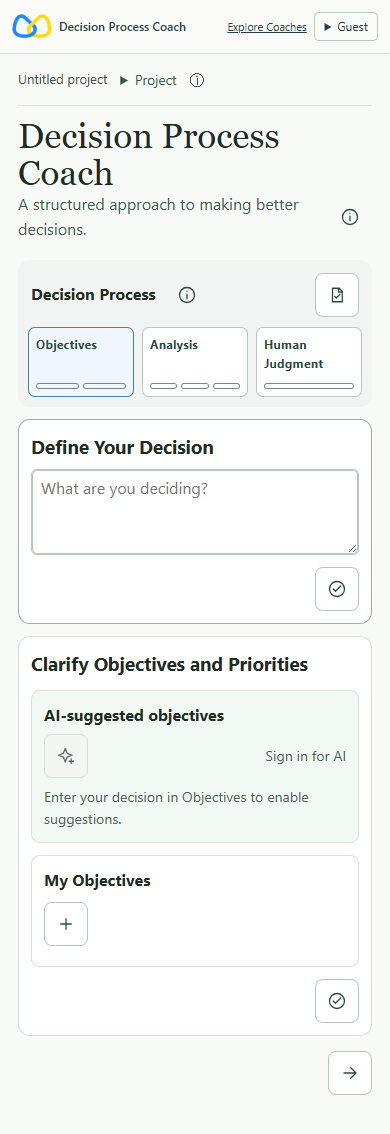 Decision Process Coach
Explore Coaches
Guest
Untitled project
Project
Decision Process
Coach
A structured approach to making better
decisions.
Decision Process
Objectives
Analysis
Human
Judgment
Define Your Decision
What are you deciding?
Clarify Objectives and Priorities
AI-suggested objectives
Sign in for AI
Enter your decision in Objectives to enable
suggestions.
My Objectives